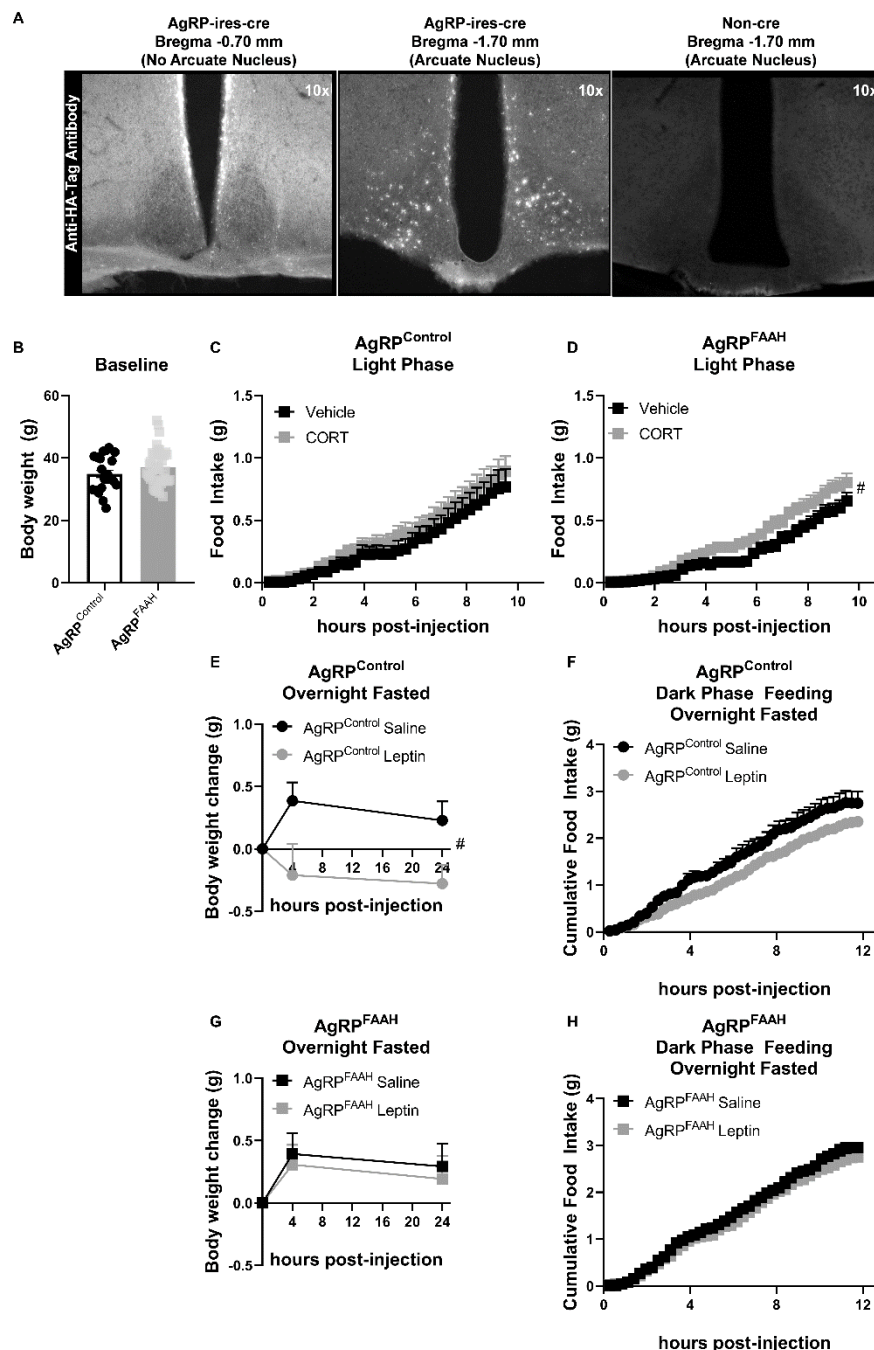 A
AgRP-ires-cre
Bregma -0.70 mm
(No Arcuate Nucleus)
AgRP-ires-cre
Bregma -1.70 mm
(Arcuate Nucleus)
Non-cre
Bregma -1.70 mm
(Arcuate Nucleus)
Anti-HA-Tag Antibody
10x
10x
10x
B
Baseline
Body weight (g)
60
40
20
0
AgRP^Control
AgRP^FAAH
C
AgRP^Control
Light Phase
Vehicle
CORT
Food Intake (g)
1.5
1.0
0.5
0.0
0 2 4 6 8 10
hours post-injection
D
AgRP^FAAH
Light Phase
Vehicle
CORT
#
Food Intake (g)
1.5
1.0
0.5
0.0
0 2 4 6 8 10
hours post-injection
E
AgRP^Control
Overnight Fasted
AgRP^Control Saline
AgRP^Control Leptin
Body weight change (g)
1.0
0.5
0.0
-0.5
4 8 12 16 20 24
#
hours post-injection
F
AgRP^Control
Dark Phase Feeding
Overnight Fasted
AgRP^Control Saline
AgRP^Control Leptin
Cumulative Food Intake (g)
4
3
2
1
0
0 4 8 12
hours post-injection
G
AgRP^FAAH
Overnight Fasted
AgRP^FAAH Saline
AgRP^FAAH Leptin
Body weight change (g)
1.0
0.5
0.0
-0.5
4 8 12 16 20 24
hours post-injection
H
AgRP^FAAH
Dark Phase Feeding
Overnight Fasted
AgRP^FAAH Saline
AgRP^FAAH Leptin
Cumulative Food Intake (g)
4
3
2
1
0
0 4 8 12
hours post-injection